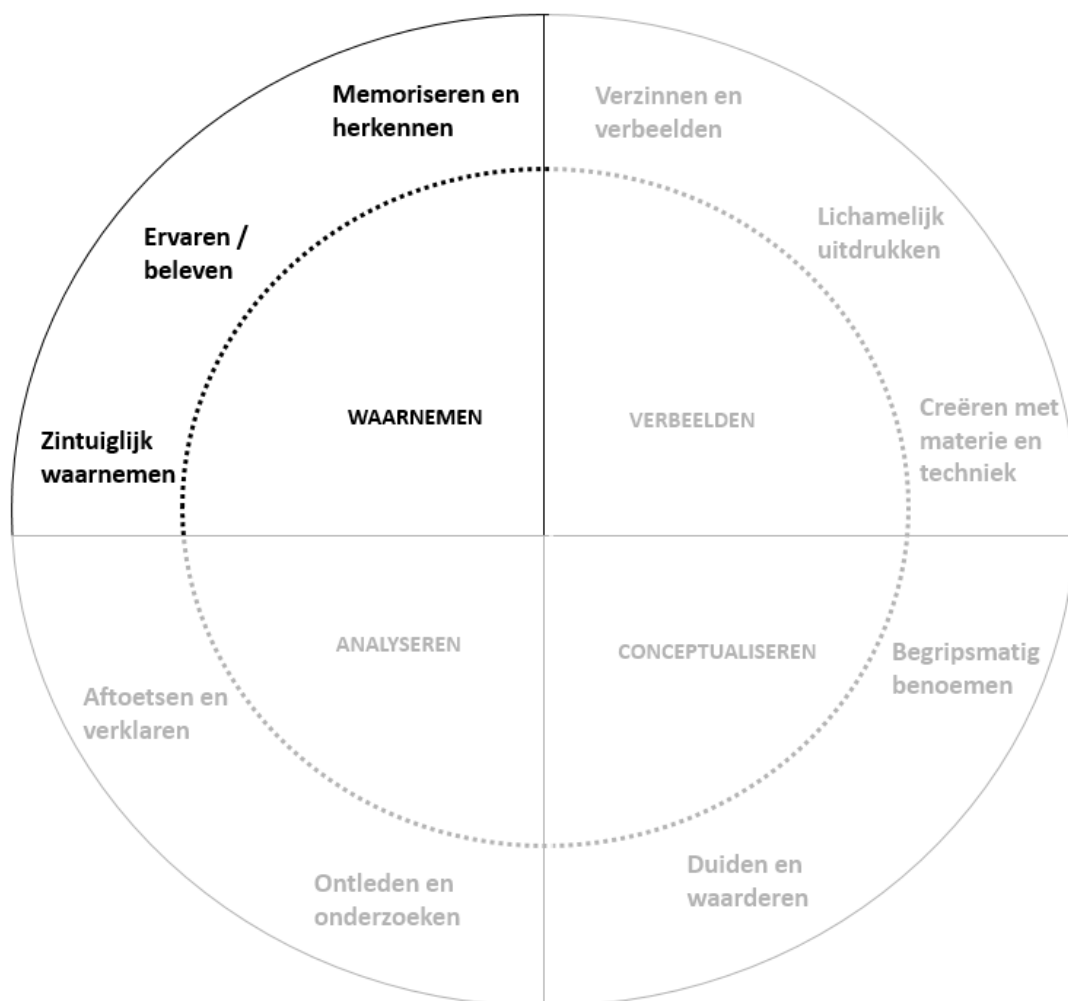 Memoriseren en
herkennen
Verzinnen en
verbeelden
Ervaren /
beleven
Lichamelijk
uitdrukken
Zintuiglijk
waarnemen
WAARNEMEN
VERBEELDEN
Creëren met
materie en
techniek
ANALYSEREN
CONCEPTUALISEREN
Begripsmatig
benoemen
Aftoetsen en
verklaren
Ontleden en
onderzoeken
Duiden en
waarderen